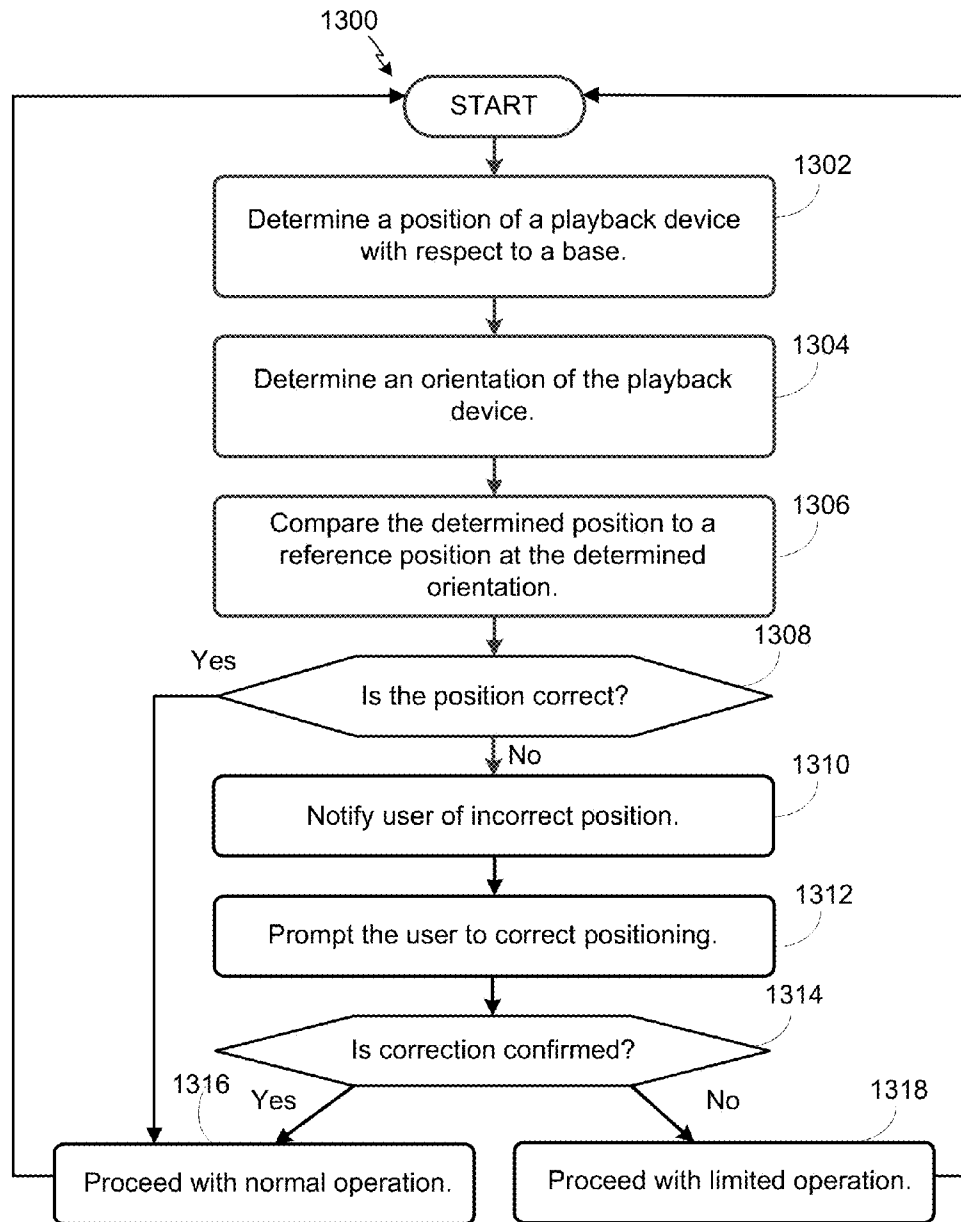 1300
START
1302
Determine a position of a playback device
with respect to a base.
1304
Determine an orientation of the playback
device.
1306
Compare the determined position to a
reference position at the determined
orientation.
1308
Yes
Is the position correct?
No
1310
Notify user of incorrect position.
1312
Prompt the user to correct positioning.
1314
Is correction confirmed?
1316
Yes
No
1318
Proceed with normal operation.
Proceed with limited operation.